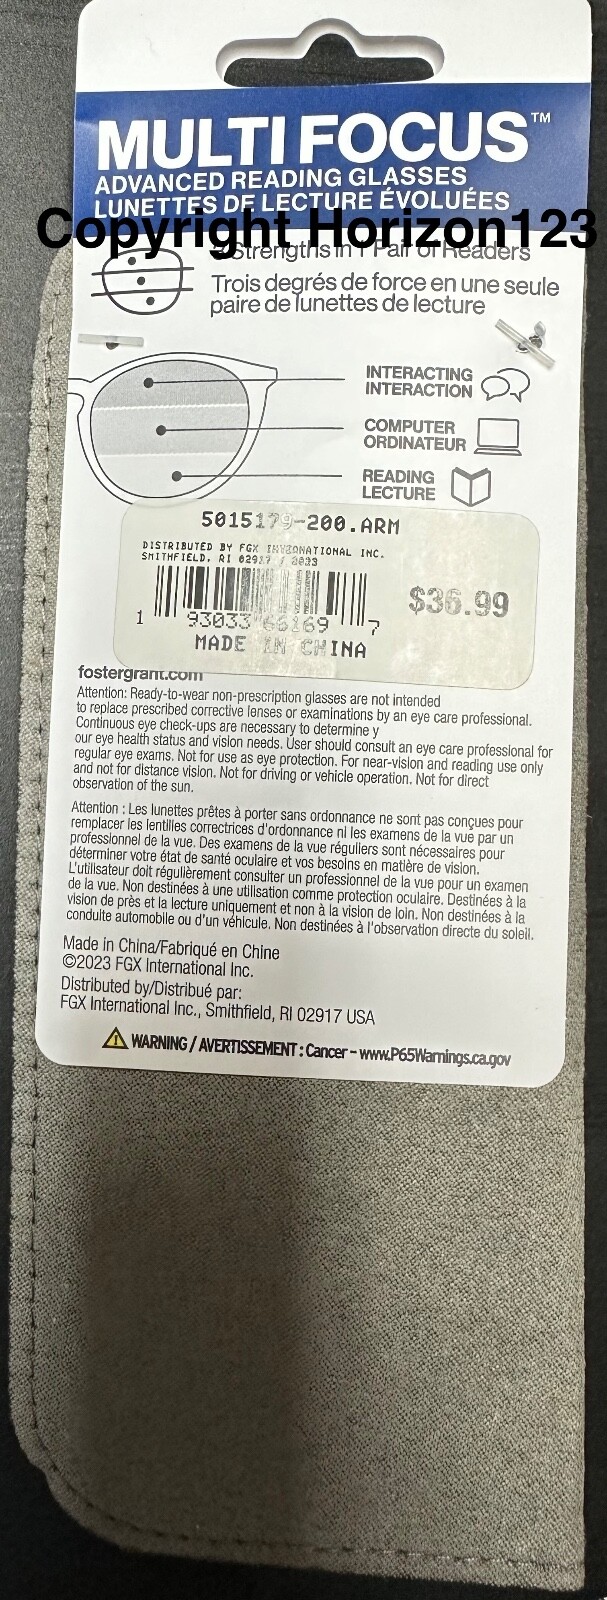 MULTIFOCUS™
ADVANCED READING GLASSES
LUNETTES DE LECTURE ÉVOLUÉES
Copyright Horizon123
Strengths in 1 Pair of Readers
Trois degrés de force en une seule
paire de lunettes de lecture
INTERACTING
INTERACTION
COMPUTER
ORDINATEUR
READING
LECTURE
5015179-200.ARM
DISTRIBUTED BY FGX INTERNATIONAL INC.
SMITHFIELD, RI 02917 / 2023
$36.99
1 93033 66169 7
MADE IN CHINA
fostergrant.com
Attention: Ready-to-wear non-prescription glasses are not intended
to replace prescribed corrective lenses or examinations by an eye care professional.
Continuous eye check-ups are necessary to determine y
our eye health status and vision needs. User should consult an eye care professional for
regular eye exams. Not for use as eye protection. For near-vision and reading use only
and not for distance vision. Not for driving or vehicle operation. Not for direct
observation of the sun.
Attention : Les lunettes prêtes à porter sans ordonnance ne sont pas conçues pour
remplacer les lentilles correctrices d'ordonnance ni les examens de la vue par un
professionnel de la vue. Des examens de la vue réguliers sont nécessaires pour
déterminer votre état de santé oculaire et vos besoins en matière de vision.
L'utilisateur doit régulièrement consulter un professionnel de la vue pour un examen
de la vue. Non destinées à une utilisation comme protection oculaire. Destinées à la
vision de près et la lecture uniquement et non à la vision de loin. Non destinées à la
conduite automobile ou d'un véhicule. Non destinées à l'observation directe du soleil.
Made in China/Fabriqué en Chine
©2023 FGX International Inc.
Distributed by/Distribué par:
FGX International Inc., Smithfield, RI 02917 USA
WARNING / AVERTISSEMENT : Cancer - www.P65Warnings.ca.gov